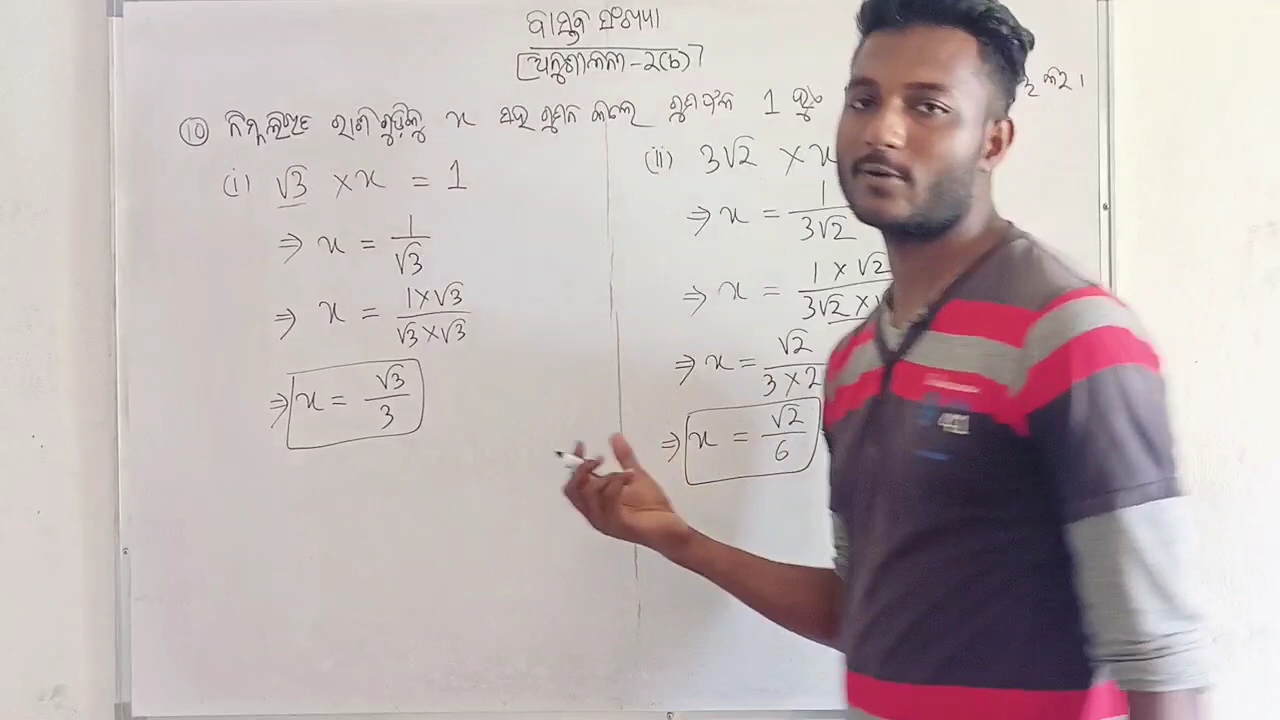 ବାସ୍ତବ ସଂଖ୍ୟା
[ଅନୁଶୀଳନୀ - 2(b)]
⑩ ନିମ୍ନଲିଖିତ ରାଶିଗୁଡ଼ିକୁ x ସହ ଗୁଣନ କଲେ ଗୁଣଫଳ 1 ହୁଏ
(i) √3 × x = 1
⇒ x = 1/√3
⇒ x = (1×√3)/(√3×√3)
⇒ x = √3/3
(ii) 3√2 × x
⇒ x = 1/(3√2)
⇒ x = (1 × √2)/(3√2 ×
⇒ x = √2/(3 × 2)
⇒ x = √2/6